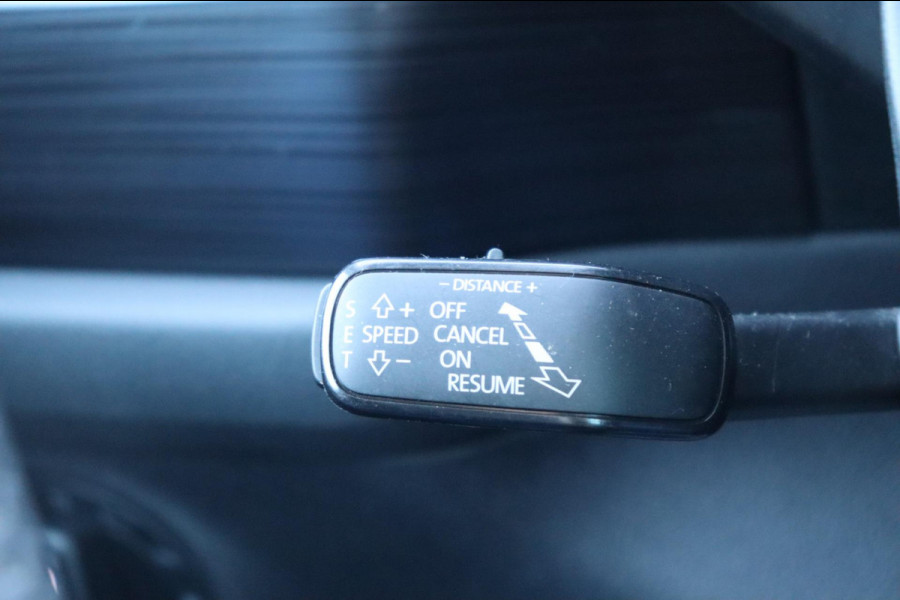 − DISTANCE +
S ⇧ + OFF
E SPEED CANCEL
T ⇩ − ON
RESUME